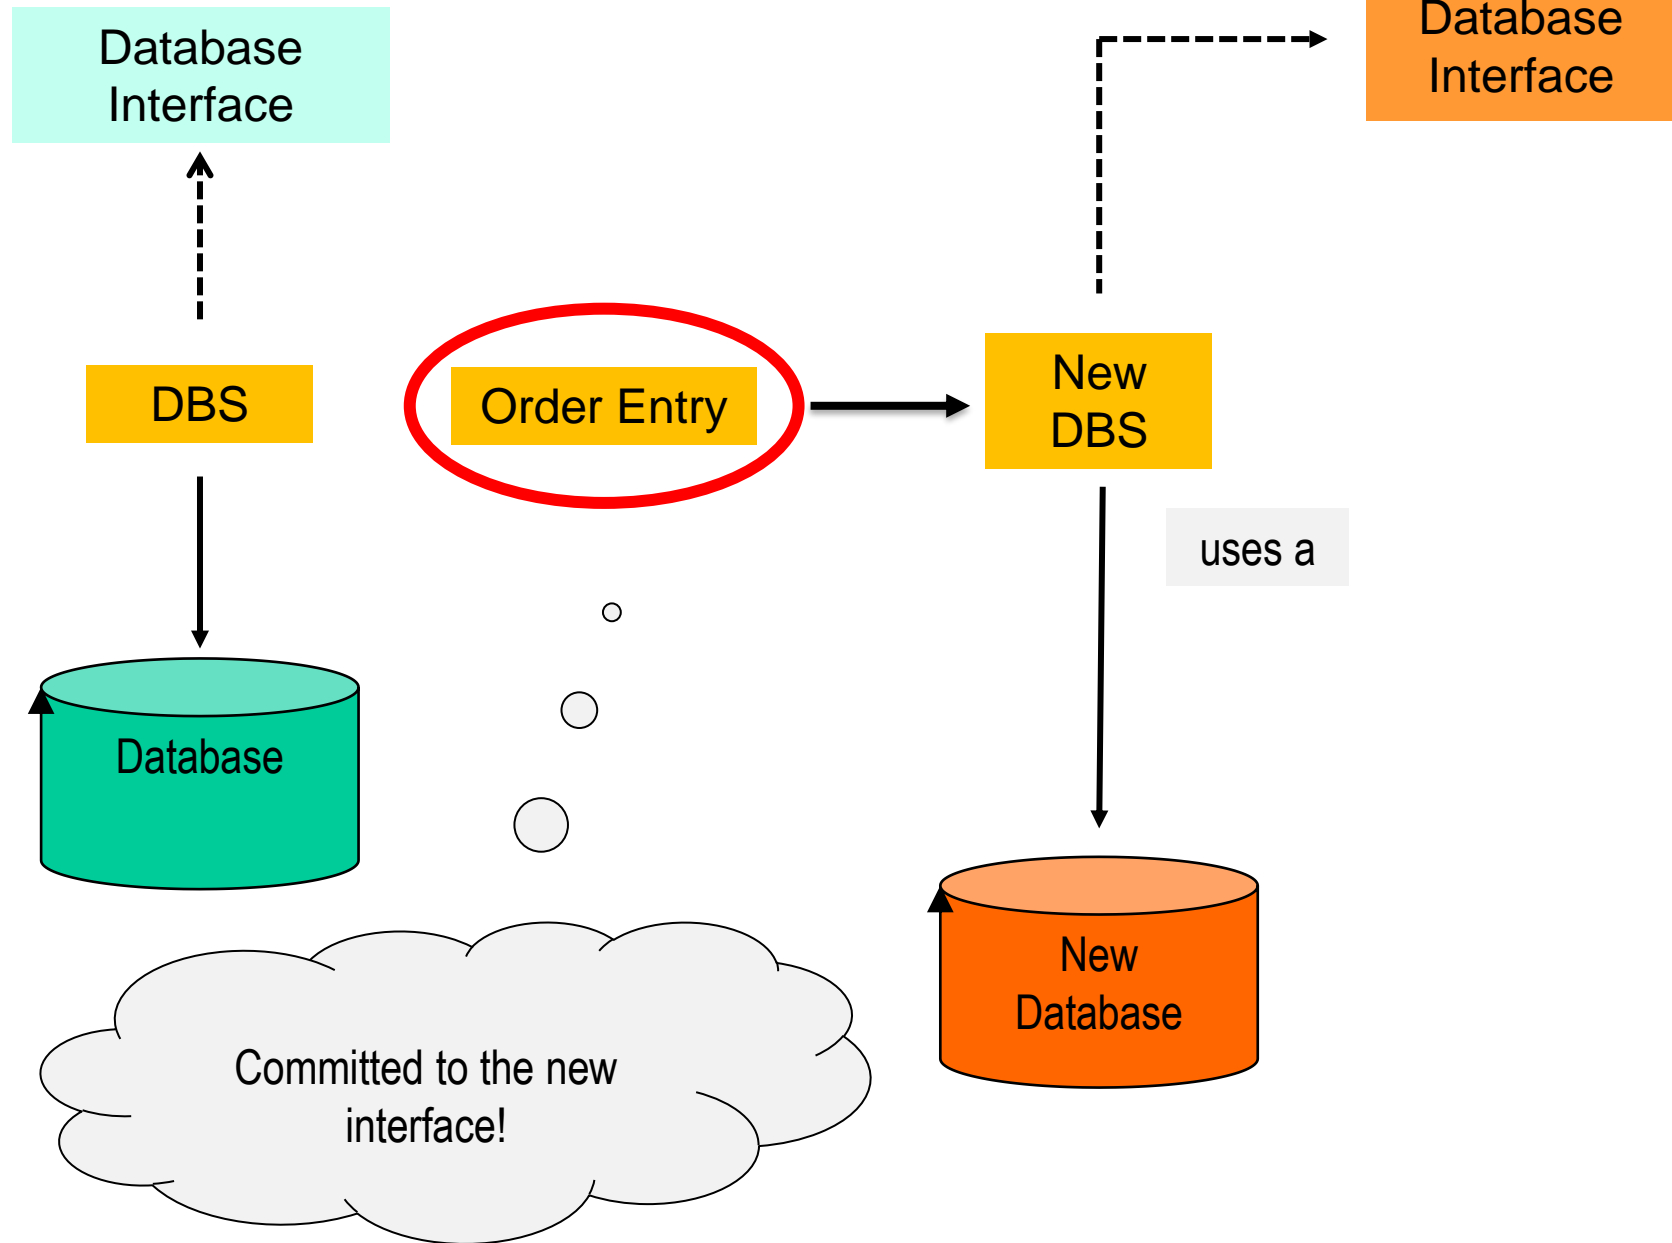 Database
Interface
Database
Interface
DBS
Order Entry
New
DBS
uses a
Database
New
Database
Committed to the new
interface!